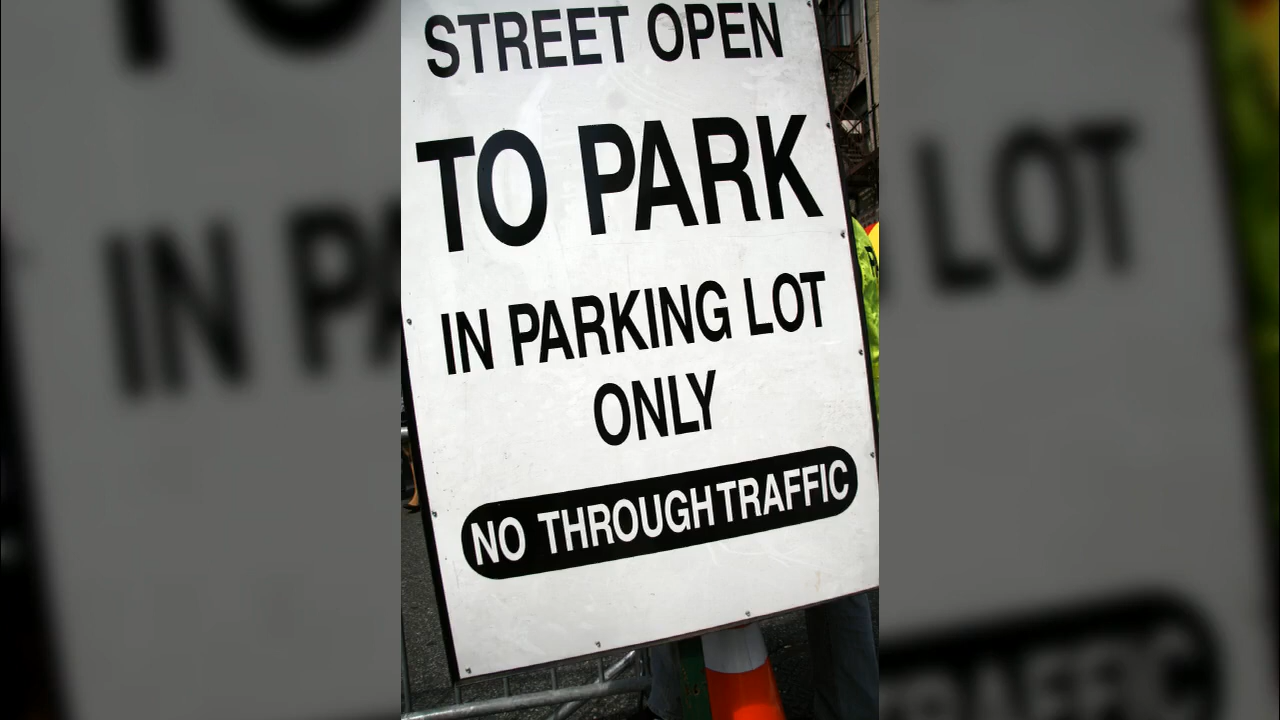 STREET OPEN
TO PARK
IN PARKING LOT
ONLY
NO THROUGH TRAFFIC